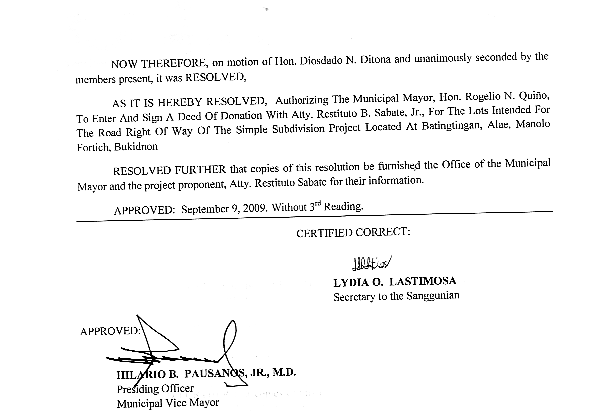 NOW THEREFORE, on motion of Hon. Diosdado N. Ditona and unanimously seconded by the
members present, it was RESOLVED,
AS IT IS HEREBY RESOLVED, Authorizing The Municipal Mayor, Hon. Rogelio N. Quiño,
To Enter And Sign A Deed Of Donation With Atty. Restituto B. Sabate, Jr., For The Lots Intended For
The Road Right Of Way Of The Simple Subdivision Project Located At Batingtingan, Alae, Manolo
Fortich, Bukidnon
RESOLVED FURTHER that copies of this resolution be furnished the Office of the Municipal
Mayor and the project proponent, Atty. Restituto Sabate for their information.
APPROVED: September 9, 2009. Without 3rd Reading.
CERTIFIED CORRECT:
LYDIA O. LASTIMOSA
Secretary to the Sanggunian
APPROVED:
HILARIO B. PAUSANOS, JR., M.D.
Presiding Officer
Municipal Vice Mayor